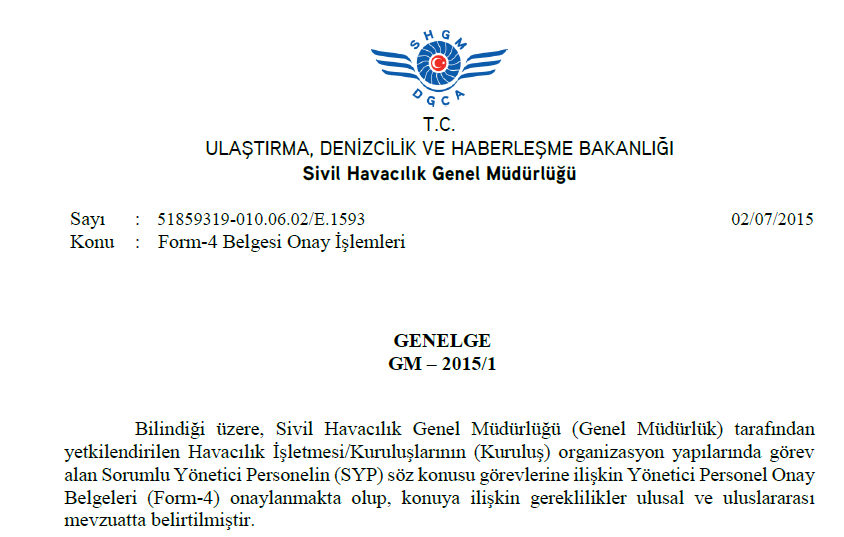 SHGM
DGCA
T.C.
ULAŞTIRMA, DENİZCİLİK VE HABERLEŞME BAKANLIĞI
Sivil Havacılık Genel Müdürlüğü
Sayı : 51859319-010.06.02/E.1593 02/07/2015
Konu : Form-4 Belgesi Onay İşlemleri
GENELGE
GM – 2015/1
Bilindiği üzere, Sivil Havacılık Genel Müdürlüğü (Genel Müdürlük) tarafından
yetkilendirilen Havacılık İşletmesi/Kuruluşlarının (Kuruluş) organizasyon yapılarında görev
alan Sorumlu Yönetici Personelin (SYP) söz konusu görevlerine ilişkin Yönetici Personel Onay
Belgeleri (Form-4) onaylanmakta olup, konuya ilişkin gereklilikler ulusal ve uluslararası
mevzuatta belirtilmiştir.